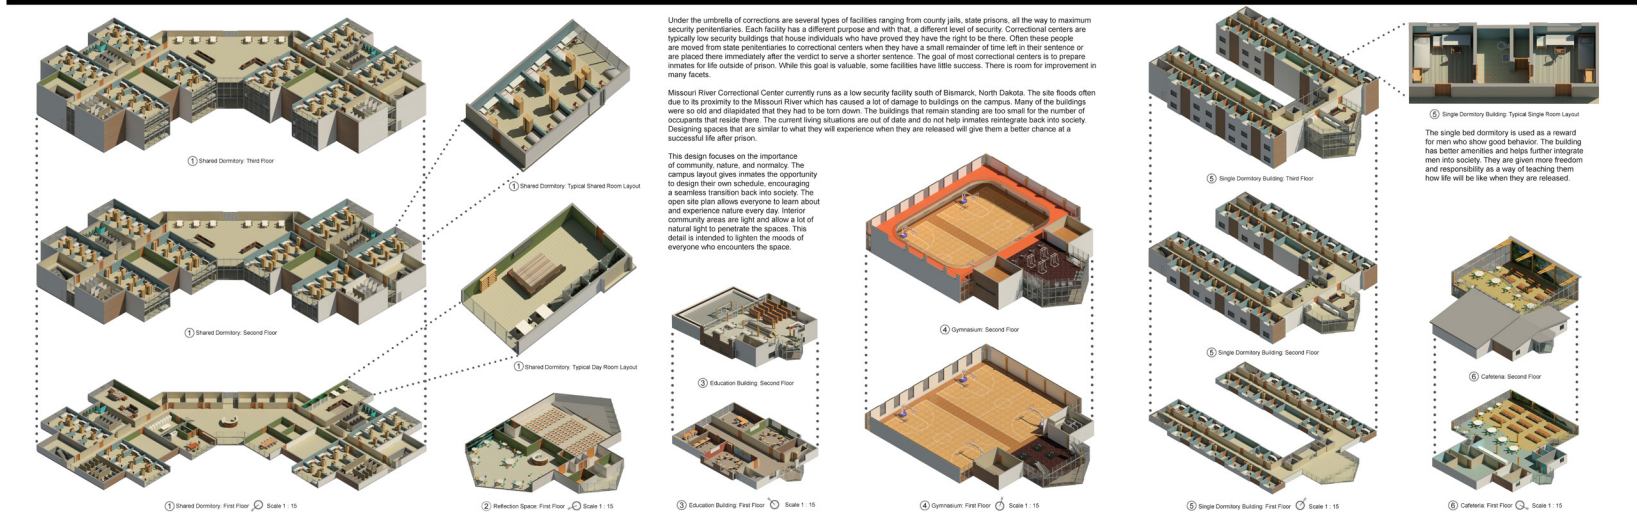 Under the umbrella of corrections are several types of facilities ranging from county jails, state prisons, all the way to maximum
security penitentiaries. Each facility has a different purpose and with that, a different level of security. Correctional centers are
typically low security buildings that house individuals who have proved they have the right to be there. Often these people
are moved from state penitentiaries to correctional centers when they have a small remainder of time left in their sentence or
are placed there immediately after the verdict to serve a shorter sentence. The goal of most correctional centers is to prepare
inmates for life outside of prison. While this goal is valuable, some facilities have little success. There is room for improvement in
many facets.
Missouri River Correctional Center currently runs as a low security facility south of Bismarck, North Dakota. The site floods often
due to its proximity to the Missouri River which has caused a lot of damage to buildings on the campus. Many of the buildings
were so old and dilapidated that they had to be torn down. The buildings that remain standing are too small for the number of
occupants that reside there. The current living situations are out of date and do not help inmates reintegrate back into society.
Designing spaces that are similar to what they will experience when they are released will give them a better chance at a
successful life after prison.
This design focuses on the importance
of community, nature, and normalcy. The
campus layout gives inmates the opportunity
to design their own schedule, encouraging
a seamless transition back into society. The
open site plan allows everyone to learn about
and experience nature every day. Interior
community areas are light and allow a lot of
natural light to penetrate the spaces. This
detail is intended to lighten the moods of
everyone who encounters the space.
5 Single Dormitory Building: Typical Single Room Layout
The single bed dormitory is used as a reward
for men who show good behavior. The building
has better amenities and helps further integrate
men into society. They are given more freedom
and responsibility as a way of teaching them
how life will be like when they are released.
1 Shared Dormitory: Third Floor
1 Shared Dormitory: Typical Shared Room Layout
5 Single Dormitory Building: Third Floor
1 Shared Dormitory: Second Floor
4 Gymnasium: Second Floor
5 Single Dormitory Building: Second Floor
1 Shared Dormitory: Typical Day Room Layout
3 Education Building: Second Floor
6 Cafeteria: Second Floor
1 Shared Dormitory: First Floor Scale 1 : 15
2 Reflection Space: First Floor Scale 1 : 15
3 Education Building: First Floor Scale 1 : 15
4 Gymnasium: First Floor Scale 1 : 15
5 Single Dormitory Building: First Floor Scale 1 : 15
6 Cafeteria: First Floor Scale 1 : 15